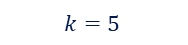 k = 5